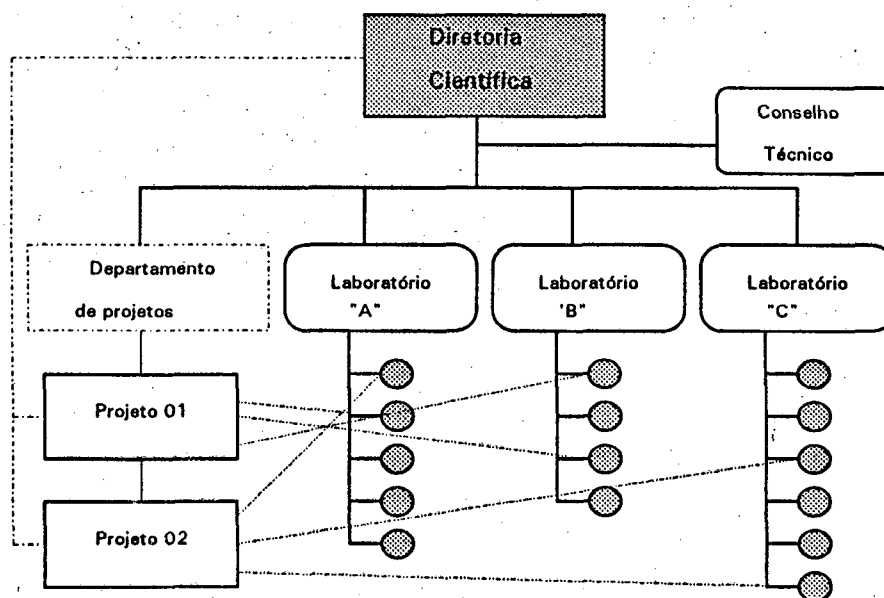 Diretoria
Científica
Conselho
Técnico
Departamento
de projetos
Laboratório
"A"
Laboratório
'B"
Laboratório
"C"
Projeto 01
Projeto 02